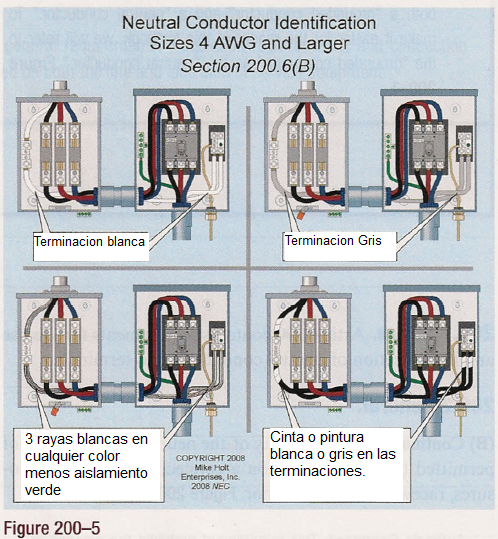 Neutral Conductor Identification
Sizes 4 AWG and Larger
Section 200.6(B)
Terminacion blanca
Terminacion Gris
3 rayas blancas en
cualquier color
menos aislamiento
verde
COPYRIGHT 2008
Mike Holt
Enterprises, Inc.
2008 NEC
Cinta o pintura
blanca o gris en las
terminaciones.
Figure 200–5